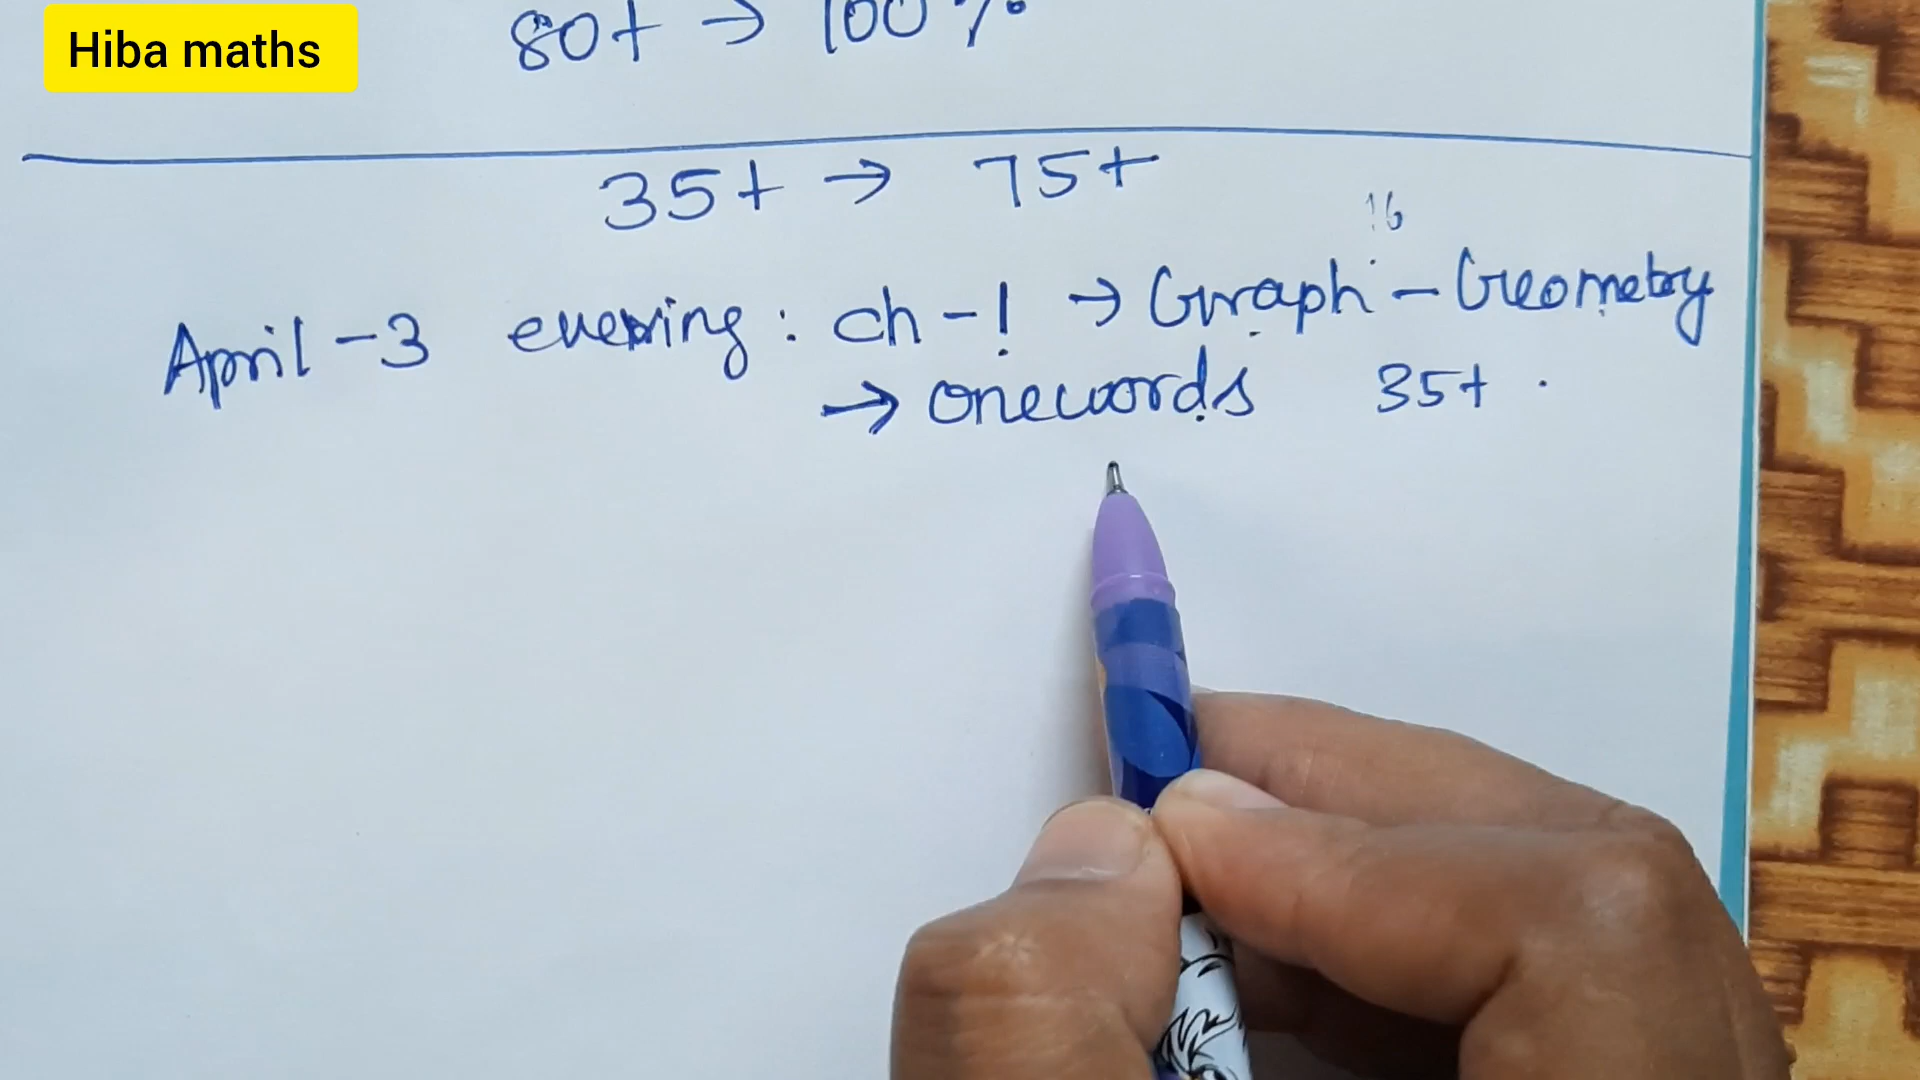 Hiba maths
80+ → 100%
35+ → 75+
16
April - 3 evening : ch - 1 → Graph - Geometry
→ onewords 35+ .